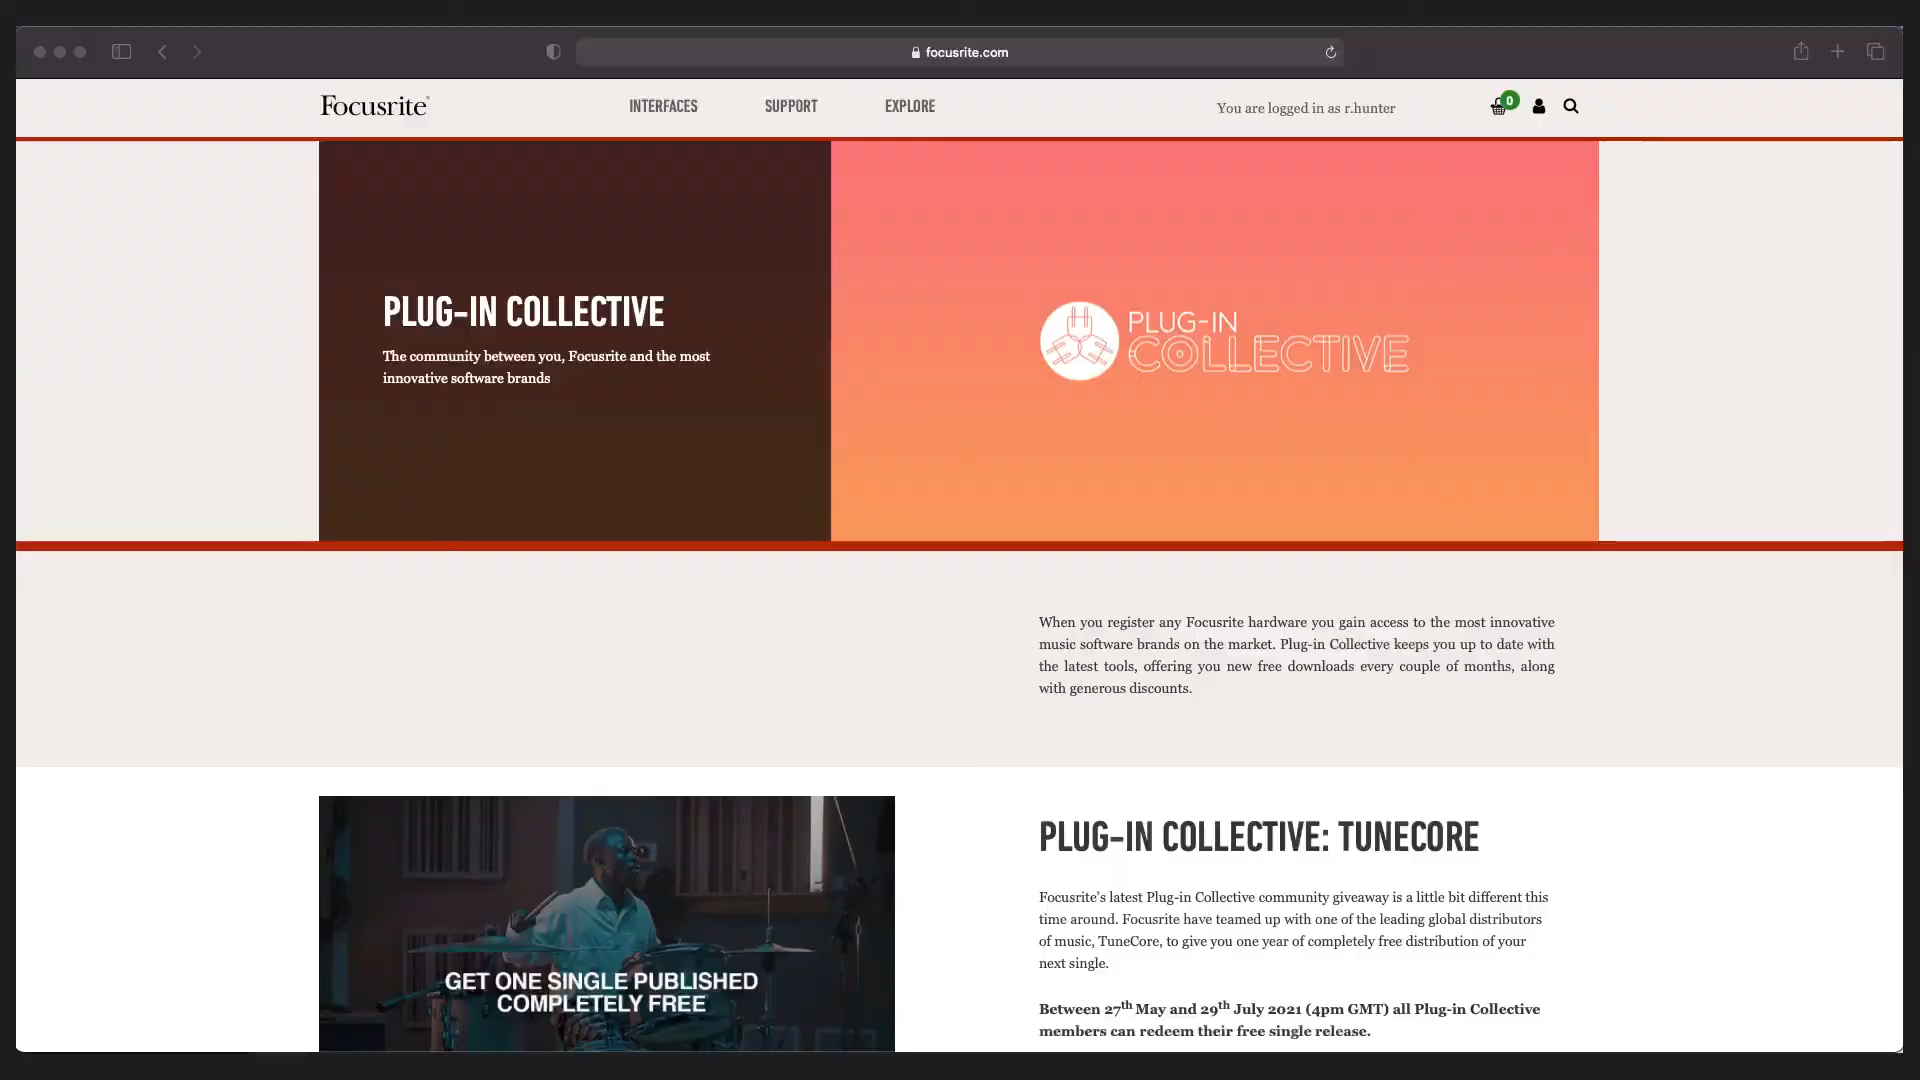 focusrite.com
Focusrite®
INTERFACES
SUPPORT
EXPLORE
You are logged in as r.hunter
0
PLUG-IN COLLECTIVE
The community between you, Focusrite and the most
innovative software brands
PLUG-IN
COLLECTIVE
When you register any Focusrite hardware you gain access to the most innovative
music software brands on the market. Plug-in Collective keeps you up to date with
the latest tools, offering you new free downloads every couple of months, along
with generous discounts.
GET ONE SINGLE PUBLISHED
COMPLETELY FREE
PLUG-IN COLLECTIVE: TUNECORE
Focusrite’s latest Plug-in Collective community giveaway is a little bit different this
time around. Focusrite have teamed up with one of the leading global distributors
of music, TuneCore, to give you one year of completely free distribution of your
next single.
Between 27th May and 29th July 2021 (4pm GMT) all Plug-in Collective
members can redeem their free single release.